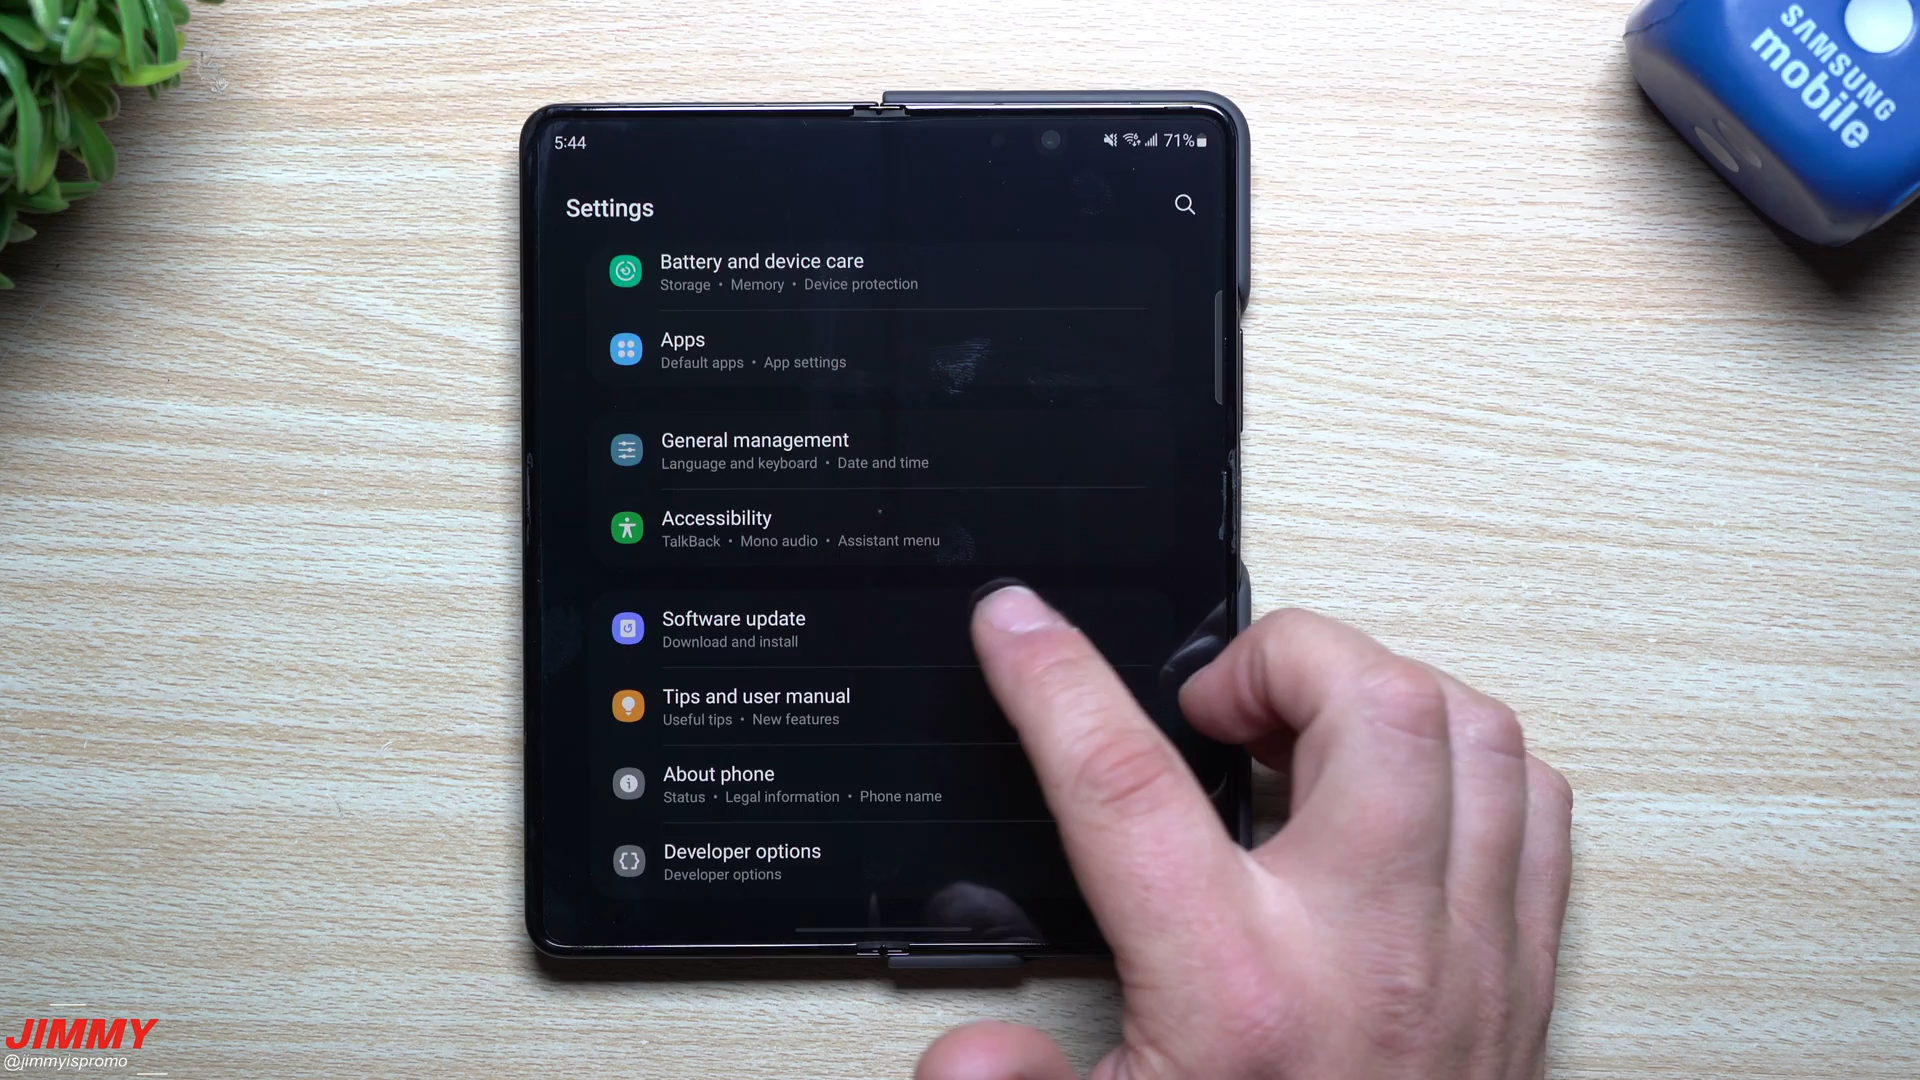 SAMSUNG
mobile
5:44
71%
Settings
Battery and device care
Storage • Memory • Device protection
Apps
Default apps • App settings
General management
Language and keyboard • Date and time
Accessibility
TalkBack • Mono audio • Assistant menu
Software update
Download and install
Tips and user manual
Useful tips • New features
About phone
Status • Legal information • Phone name
Developer options
Developer options
JIMMY
@jimmyispromo